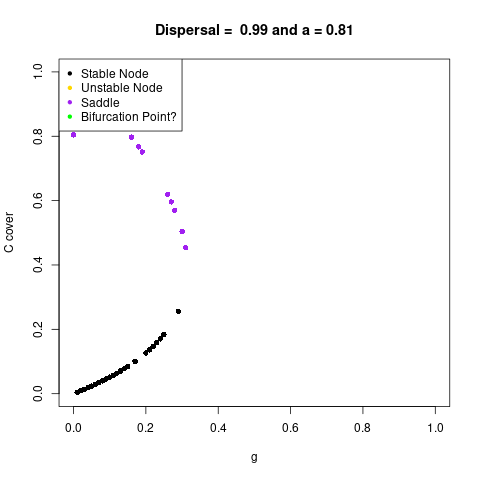 Dispersal =  0.99 and a = 0.81
Stable Node
Unstable Node
Saddle
Bifurcation Point?
C cover
1.0
0.8
0.6
0.4
0.2
0.0
0.0 0.2 0.4 0.6 0.8 1.0
g